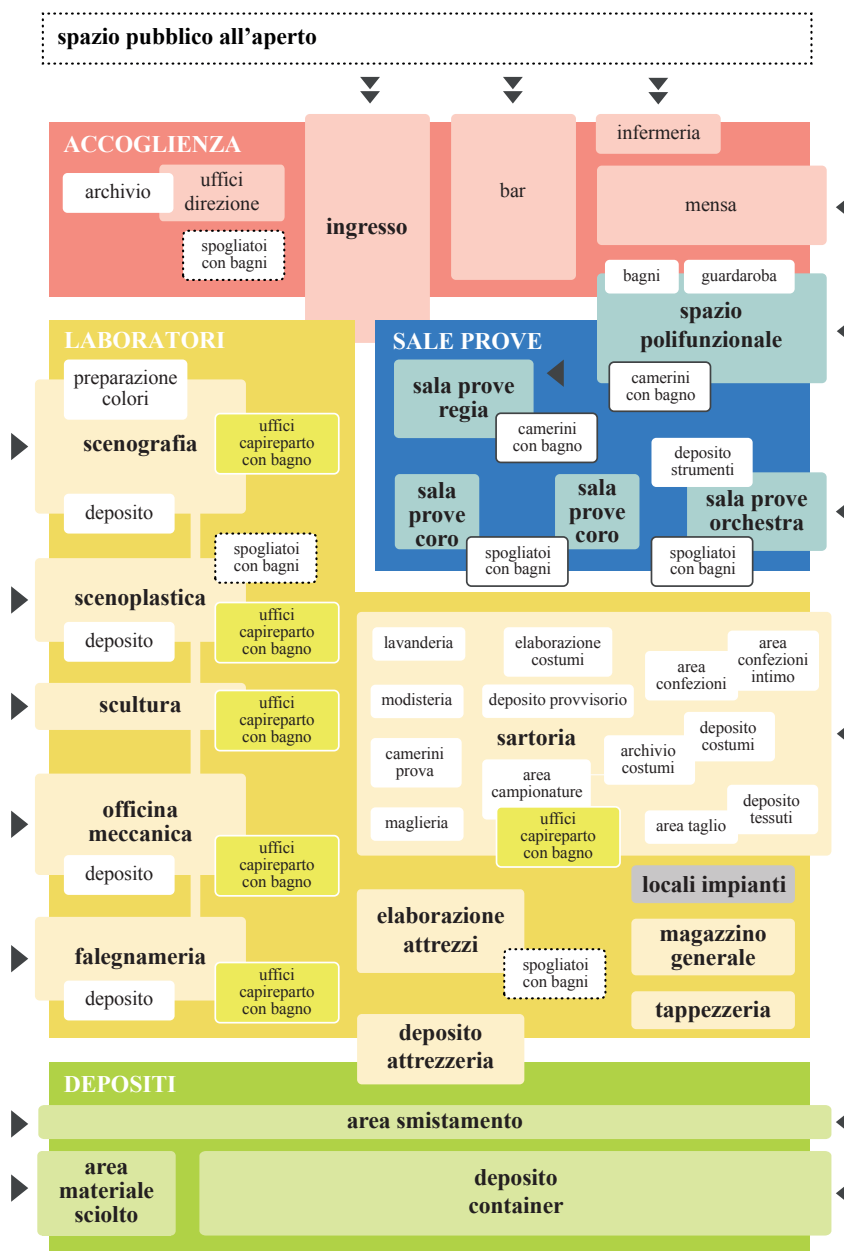 spazio pubblico all'aperto
ACCOGLIENZA
archivio
uffici
direzione
spogliatoi
con bagni
ingresso
bar
infermeria
mensa
bagni
guardaroba
spazio
polifunzionale
camerini
con bagno
LABORATORI
preparazione
colori
scenografia
uffici
capireparto
con bagno
deposito
spogliatoi
con bagni
scenoplastica
deposito
uffici
capireparto
con bagno
scultura
uffici
capireparto
con bagno
officina
meccanica
deposito
uffici
capireparto
con bagno
falegnameria
deposito
uffici
capireparto
con bagno
SALE PROVE
sala prove
regia
camerini
con bagno
sala
prove
coro
sala
prove
coro
spogliatoi
con bagni
deposito
strumenti
sala prove
orchestra
spogliatoi
con bagni
lavanderia
elaborazione
costumi
area
confezioni
area
confezioni
intimo
modisteria
deposito provvisorio
sartoria
camerini
prova
area
campionature
archivio
costumi
deposito
costumi
maglieria
uffici
capireparto
con bagno
area taglio
deposito
tessuti
locali impianti
elaborazione
attrezzi
spogliatoi
con bagni
magazzino
generale
tappezzeria
deposito
attrezzeria
DEPOSITI
area smistamento
area
materiale
sciolto
deposito
container